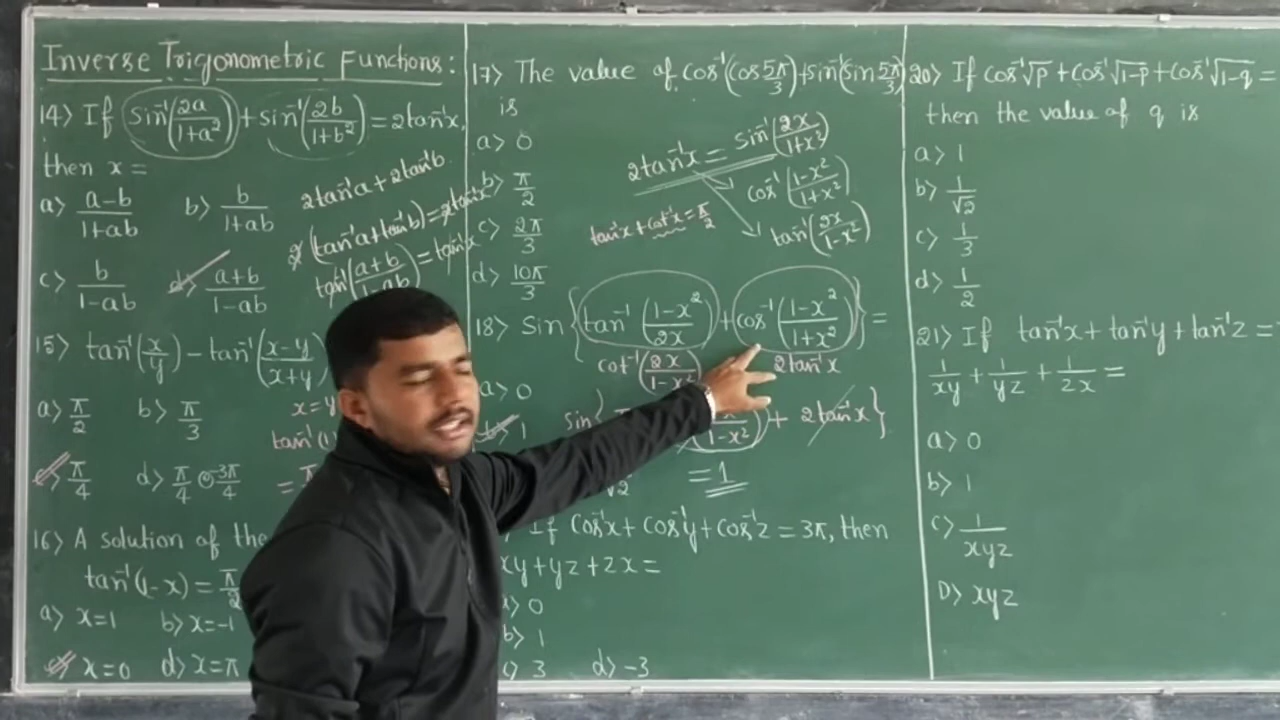 Inverse Trigonometric Functions:
14> If sin⁻¹(2a/1+a²) + sin⁻¹(2b/1+b²) = 2tan⁻¹x,
then x =
a> a-b/1+ab b> b/1+ab
c> b/1-ab d> a+b/1-ab
2tan⁻¹a + 2tan⁻¹b
2(tan⁻¹a + tan⁻¹b) = 2tan⁻¹x
tan⁻¹(a+b/1-ab) = tan⁻¹x
15> tan⁻¹(x/y) - tan⁻¹(x-y/x+y)
a> π/2 b> π/3
c> π/4 d> π/4 or -3π/4
x=y
tan⁻¹(1)
=
16> A solution of the
tan⁻¹(1-x) = π/2
a> x=1 b> x=-1
c> x=0 d> x=π
17> The value of cos⁻¹(cos 5π/3) + sin⁻¹(sin 5π/3)
is
a> 0
b> π/2
c> 2π/3
d> 10π/3
2tan⁻¹x = sin⁻¹(2x/1+x²)
cos⁻¹(1-x²/1+x²)
tan⁻¹(2x/1-x²)
tan⁻¹x + cot⁻¹x = π/2
18> Sin{tan⁻¹(1-x²/2x) + cos⁻¹(1-x²/1+x²)} =
cot⁻¹(2x/1-x²) 2tan⁻¹x
a> 0
1
sin{ 1-x²) + 2tan⁻¹x}
= 1
√2
If cos⁻¹x + cos⁻¹y + cos⁻¹z = 3π, then
xy+yz+zx =
a> 0
b> 1
c> 3 d> -3
20> If cos⁻¹√p + cos⁻¹√1-p + cos⁻¹√1-q =
then the value of q is
a> 1
b> 1/√2
c> 1/3
d> 1/2
21> If tan⁻¹x + tan⁻¹y + tan⁻¹z =
1/xy + 1/yz + 1/zx =
a> 0
b> 1
c> 1/xyz
D> xyz